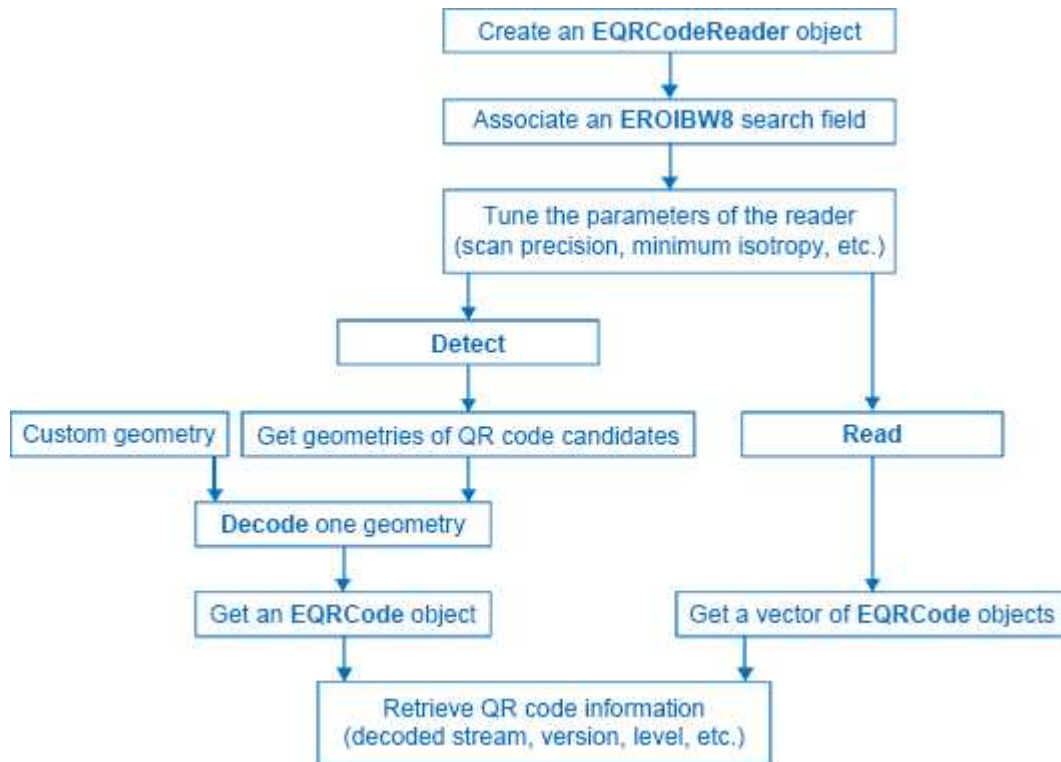 Create an EQRCodeReader object
Associate an EROIBW8 search field
Tune the parameters of the reader
(scan precision, minimum isotropy, etc.)
Detect
Custom geometry
Get geometries of QR code candidates
Read
Decode one geometry
Get an EQRCode object
Get a vector of EQRCode objects
Retrieve QR code information
(decoded stream, version, level, etc.)